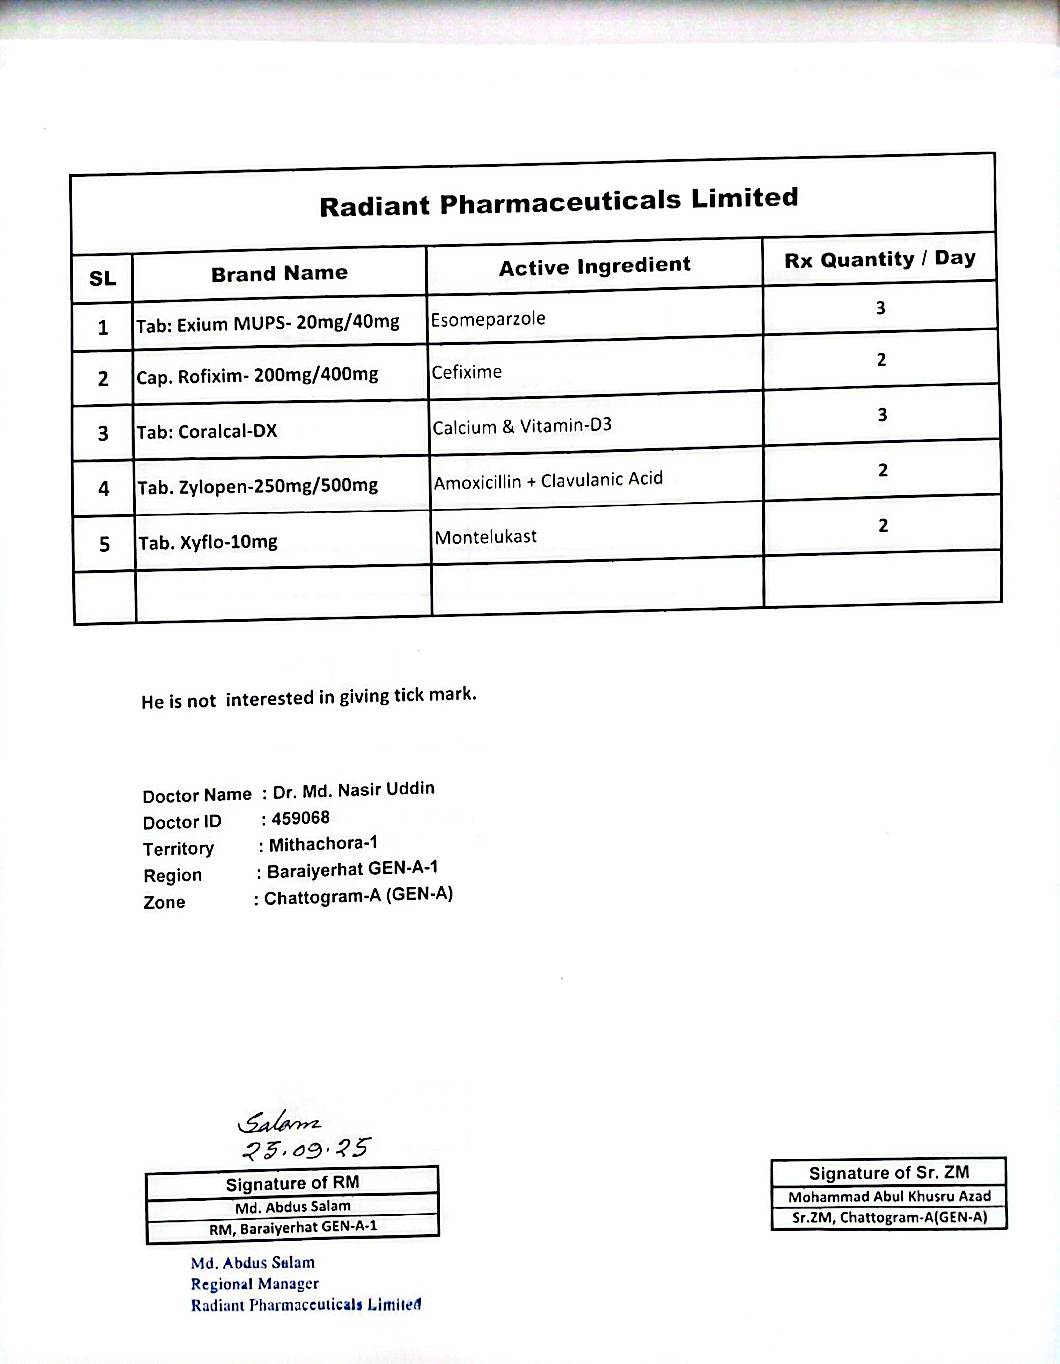 Radiant Pharmaceuticals Limited
SL Brand Name Active Ingredient Rx Quantity / Day
1 Tab: Exium MUPS- 20mg/40mg Esomeparzole 3
2 Cap. Rofixim- 200mg/400mg Cefixime 2
3 Tab: Coralcal-DX Calcium & Vitamin-D3 3
4 Tab. Zylopen-250mg/500mg Amoxicillin + Clavulanic Acid 2
5 Tab. Xyflo-10mg Montelukast 2
He is not interested in giving tick mark.
Doctor Name : Dr. Md. Nasir Uddin
Doctor ID : 459068
Territory : Mithachora-1
Region : Baraiyerhat GEN-A-1
Zone : Chattogram-A (GEN-A)
Salam
25.09.25
Signature of RM
Md. Abdus Salam
RM, Baraiyerhat GEN-A-1
Md. Abdus Salam
Regional Manager
Radiant Pharmaceuticals Limited
Signature of Sr. ZM
Mohammad Abul Khusru Azad
Sr.ZM, Chattogram-A(GEN-A)